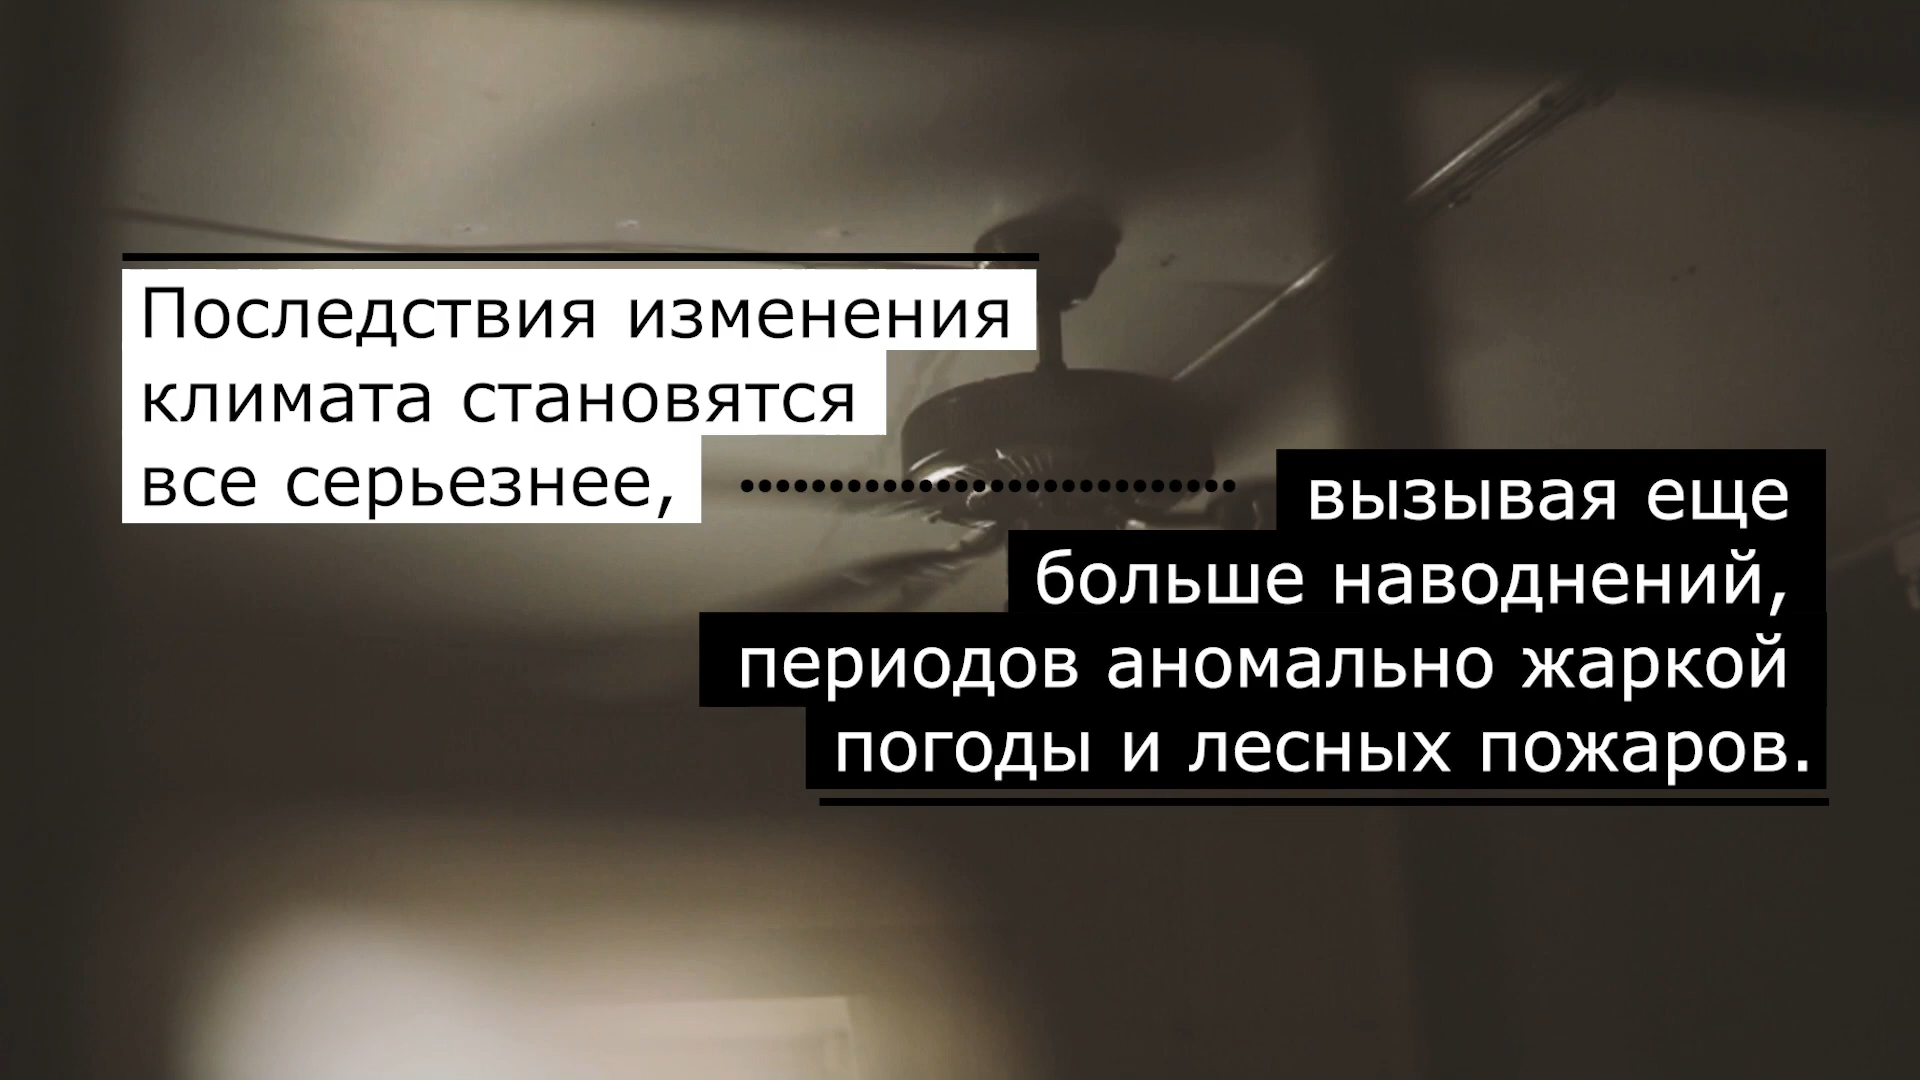 Последствия изменения
климата становятся
все серьезнее,
вызывая еще
больше наводнений,
периодов аномально жаркой
погоды и лесных пожаров.